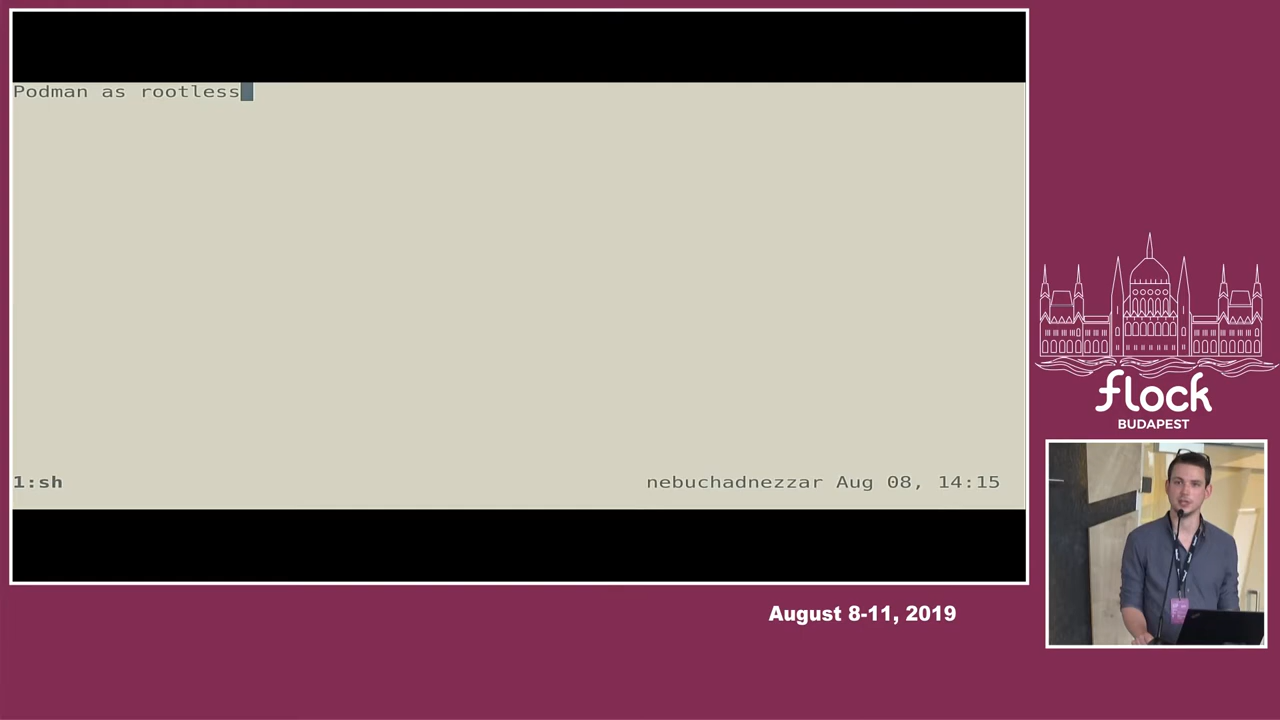 Podman as rootless
1:sh
nebuchadnezzar Aug 08, 14:15
flock
BUDAPEST
August 8-11, 2019